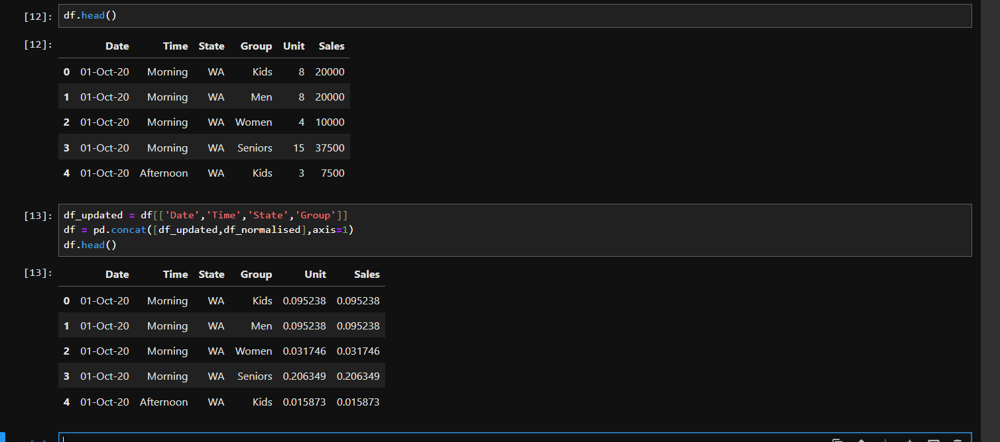 [12]: df.head()
[12]: Date Time State Group Unit Sales
0 01-Oct-20 Morning WA Kids 8 20000
1 01-Oct-20 Morning WA Men 8 20000
2 01-Oct-20 Morning WA Women 4 10000
3 01-Oct-20 Morning WA Seniors 15 37500
4 01-Oct-20 Afternoon WA Kids 3 7500
[13]: df_updated = df[['Date','Time','State','Group']]
df = pd.concat([df_updated,df_normalised],axis=1)
df.head()
[13]: Date Time State Group Unit Sales
0 01-Oct-20 Morning WA Kids 0.095238 0.095238
1 01-Oct-20 Morning WA Men 0.095238 0.095238
2 01-Oct-20 Morning WA Women 0.031746 0.031746
3 01-Oct-20 Morning WA Seniors 0.206349 0.206349
4 01-Oct-20 Afternoon WA Kids 0.015873 0.015873